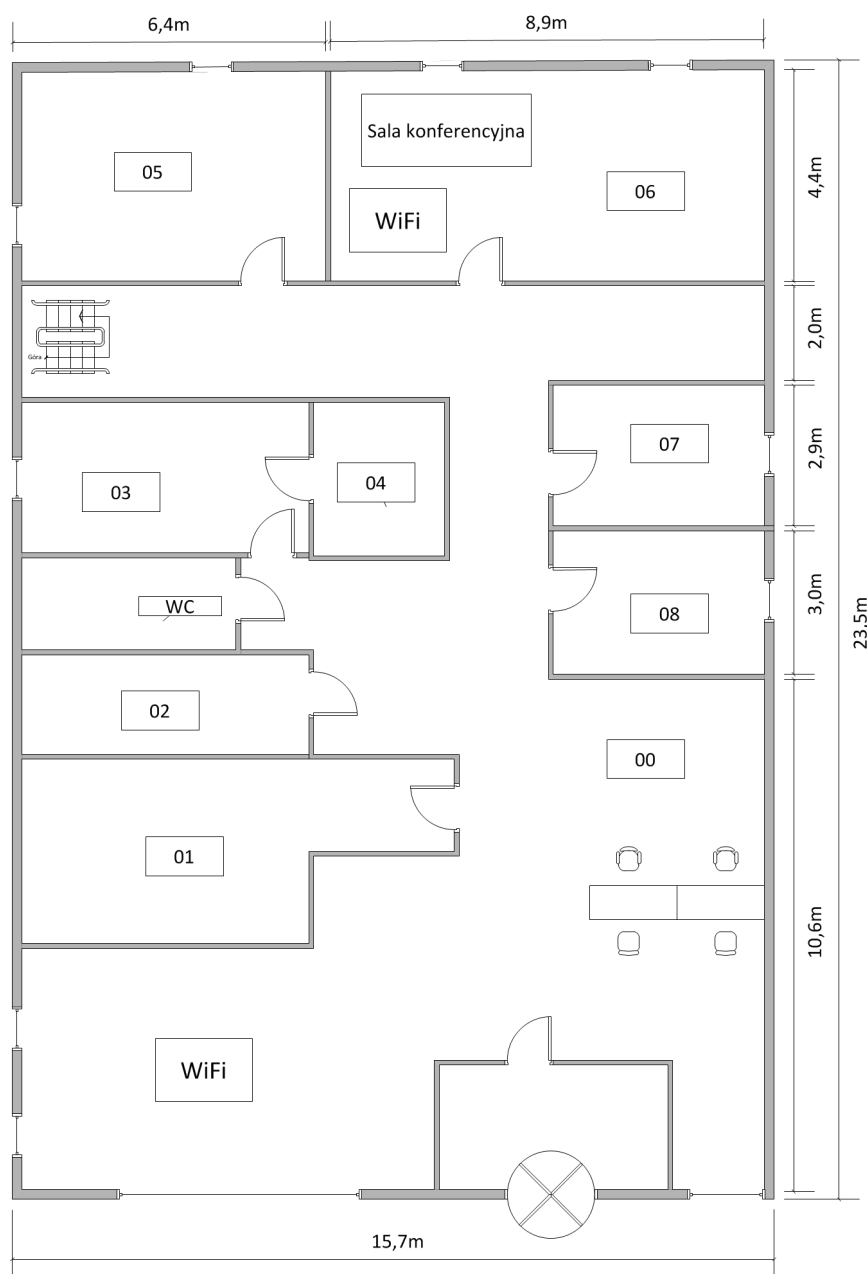 6,4m
8,9m
Sala konferencyjna
05
06
WiFi
4,4m
Góra
2,0m
07
2,9m
03
04
WC
08
3,0m
23,5m
02
00
01
10,6m
WiFi
15,7m